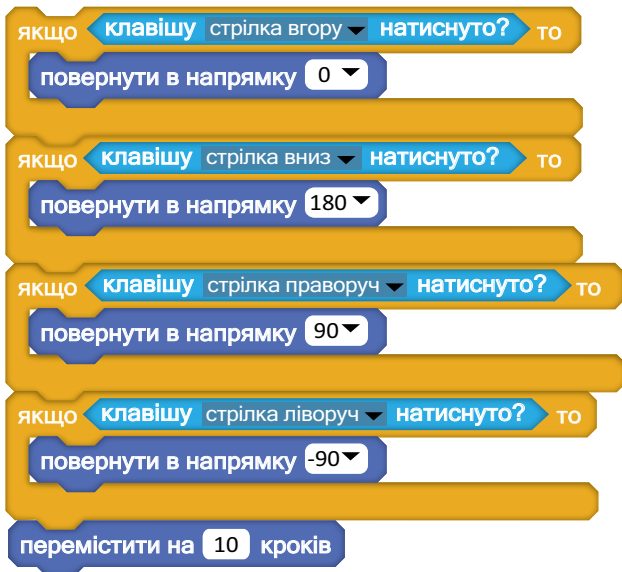 якщо клавішу стрілка вгору натиснуто? то
повернути в напрямку 0
якщо клавішу стрілка вниз натиснуто? то
повернути в напрямку 180
якщо клавішу стрілка праворуч натиснуто? то
повернути в напрямку 90
якщо клавішу стрілка ліворуч натиснуто? то
повернути в напрямку -90
перемістити на 10 кроків